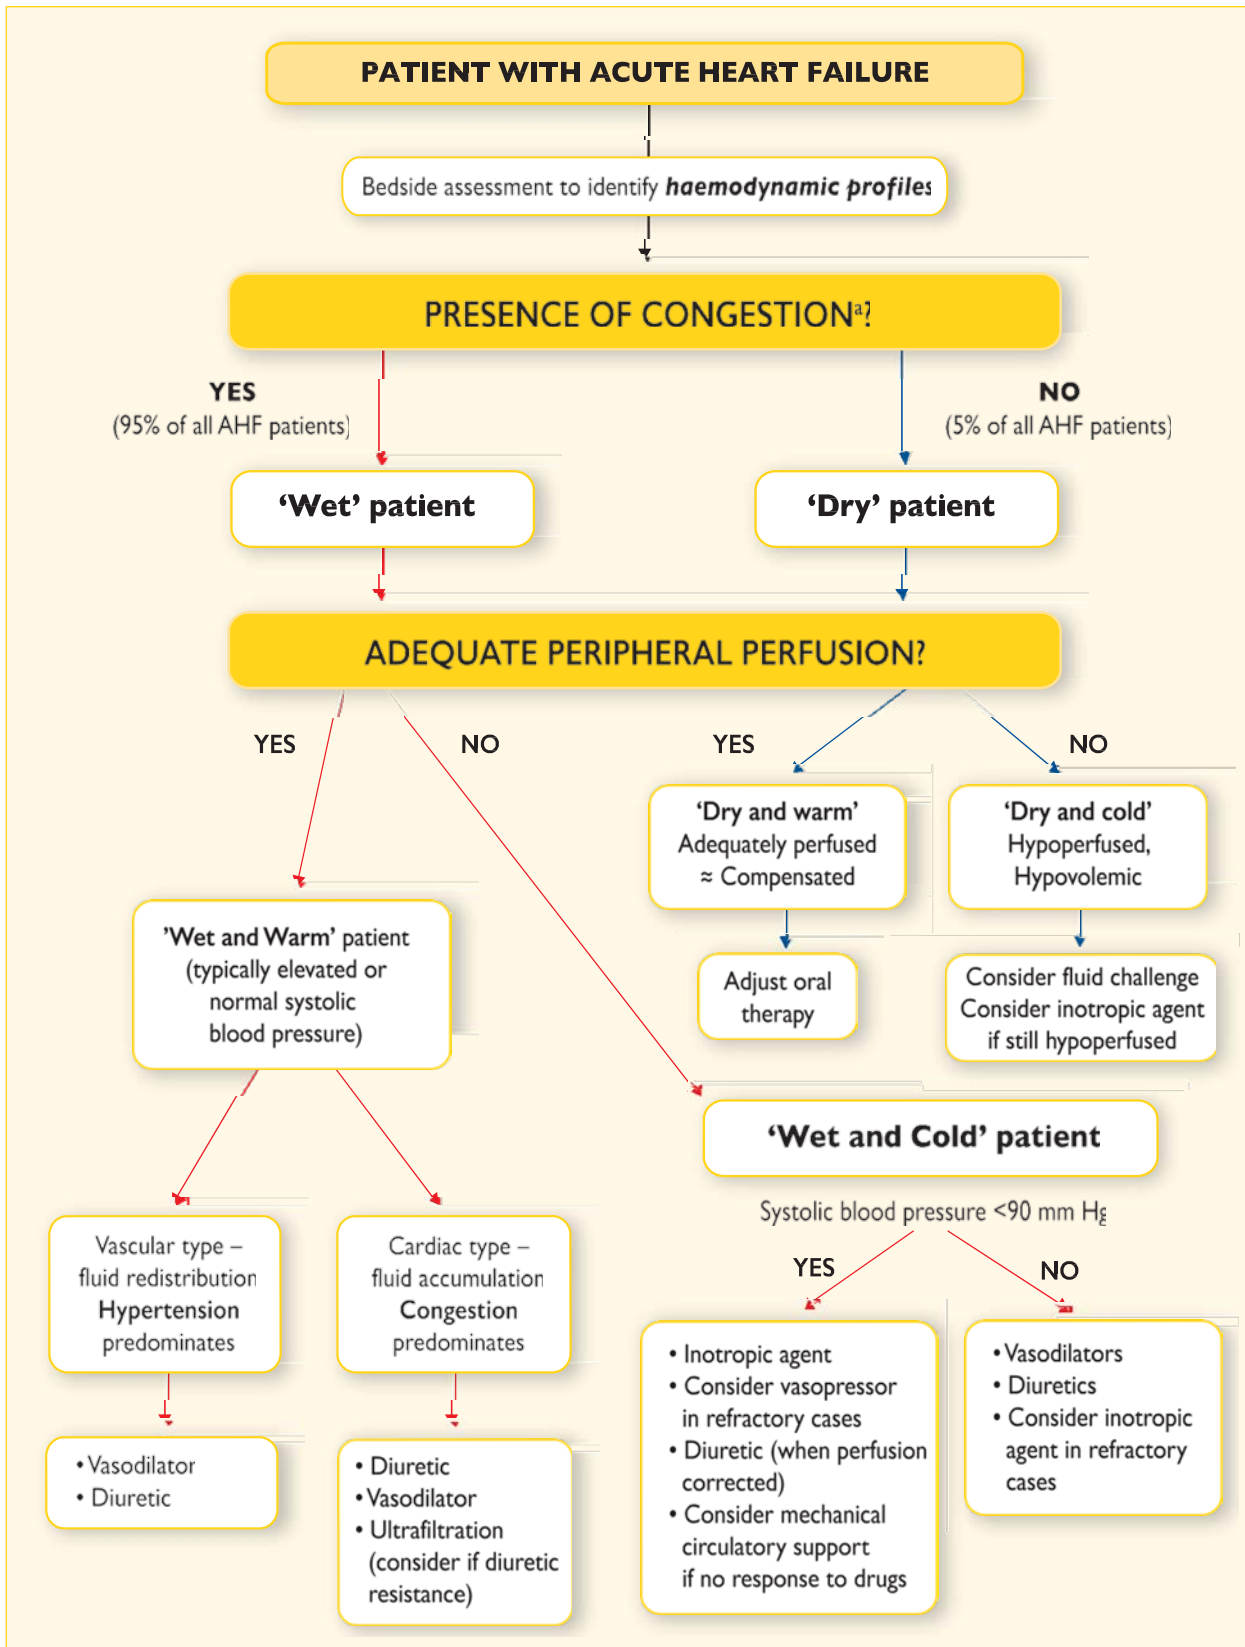 PATIENT WITH ACUTE HEART FAILURE
Bedside assessment to identify haemodynamic profiles
PRESENCE OF CONGESTIONa?
YES
(95% of all AHF patients)
NO
(5% of all AHF patients)
‘Wet’ patient
‘Dry’ patient
ADEQUATE PERIPHERAL PERFUSION?
YES
NO
YES
NO
‘Dry and warm’
Adequately perfused
≈ Compensated
‘Dry and cold’
Hypoperfused,
Hypovolemic
’Wet and Warm’ patient
(typically elevated or
normal systolic
blood pressure)
Adjust oral
therapy
Consider fluid challenge
Consider inotropic agent
if still hypoperfused
‘Wet and Cold’ patient
Systolic blood pressure <90 mm Hg
YES
NO
Vascular type –
fluid redistribution
Hypertension
predominates
Cardiac type –
fluid accumulation
Congestion
predominates
• Vasodilator
• Diuretic
• Diuretic
• Vasodilator
• Ultrafiltration
(consider if diuretic
resistance)
• Inotropic agent
• Consider vasopressor
in refractory cases
• Diuretic (when perfusion
corrected)
• Consider mechanical
circulatory support
if no response to drugs
• Vasodilators
• Diuretics
• Consider inotropic
agent in refractory
cases